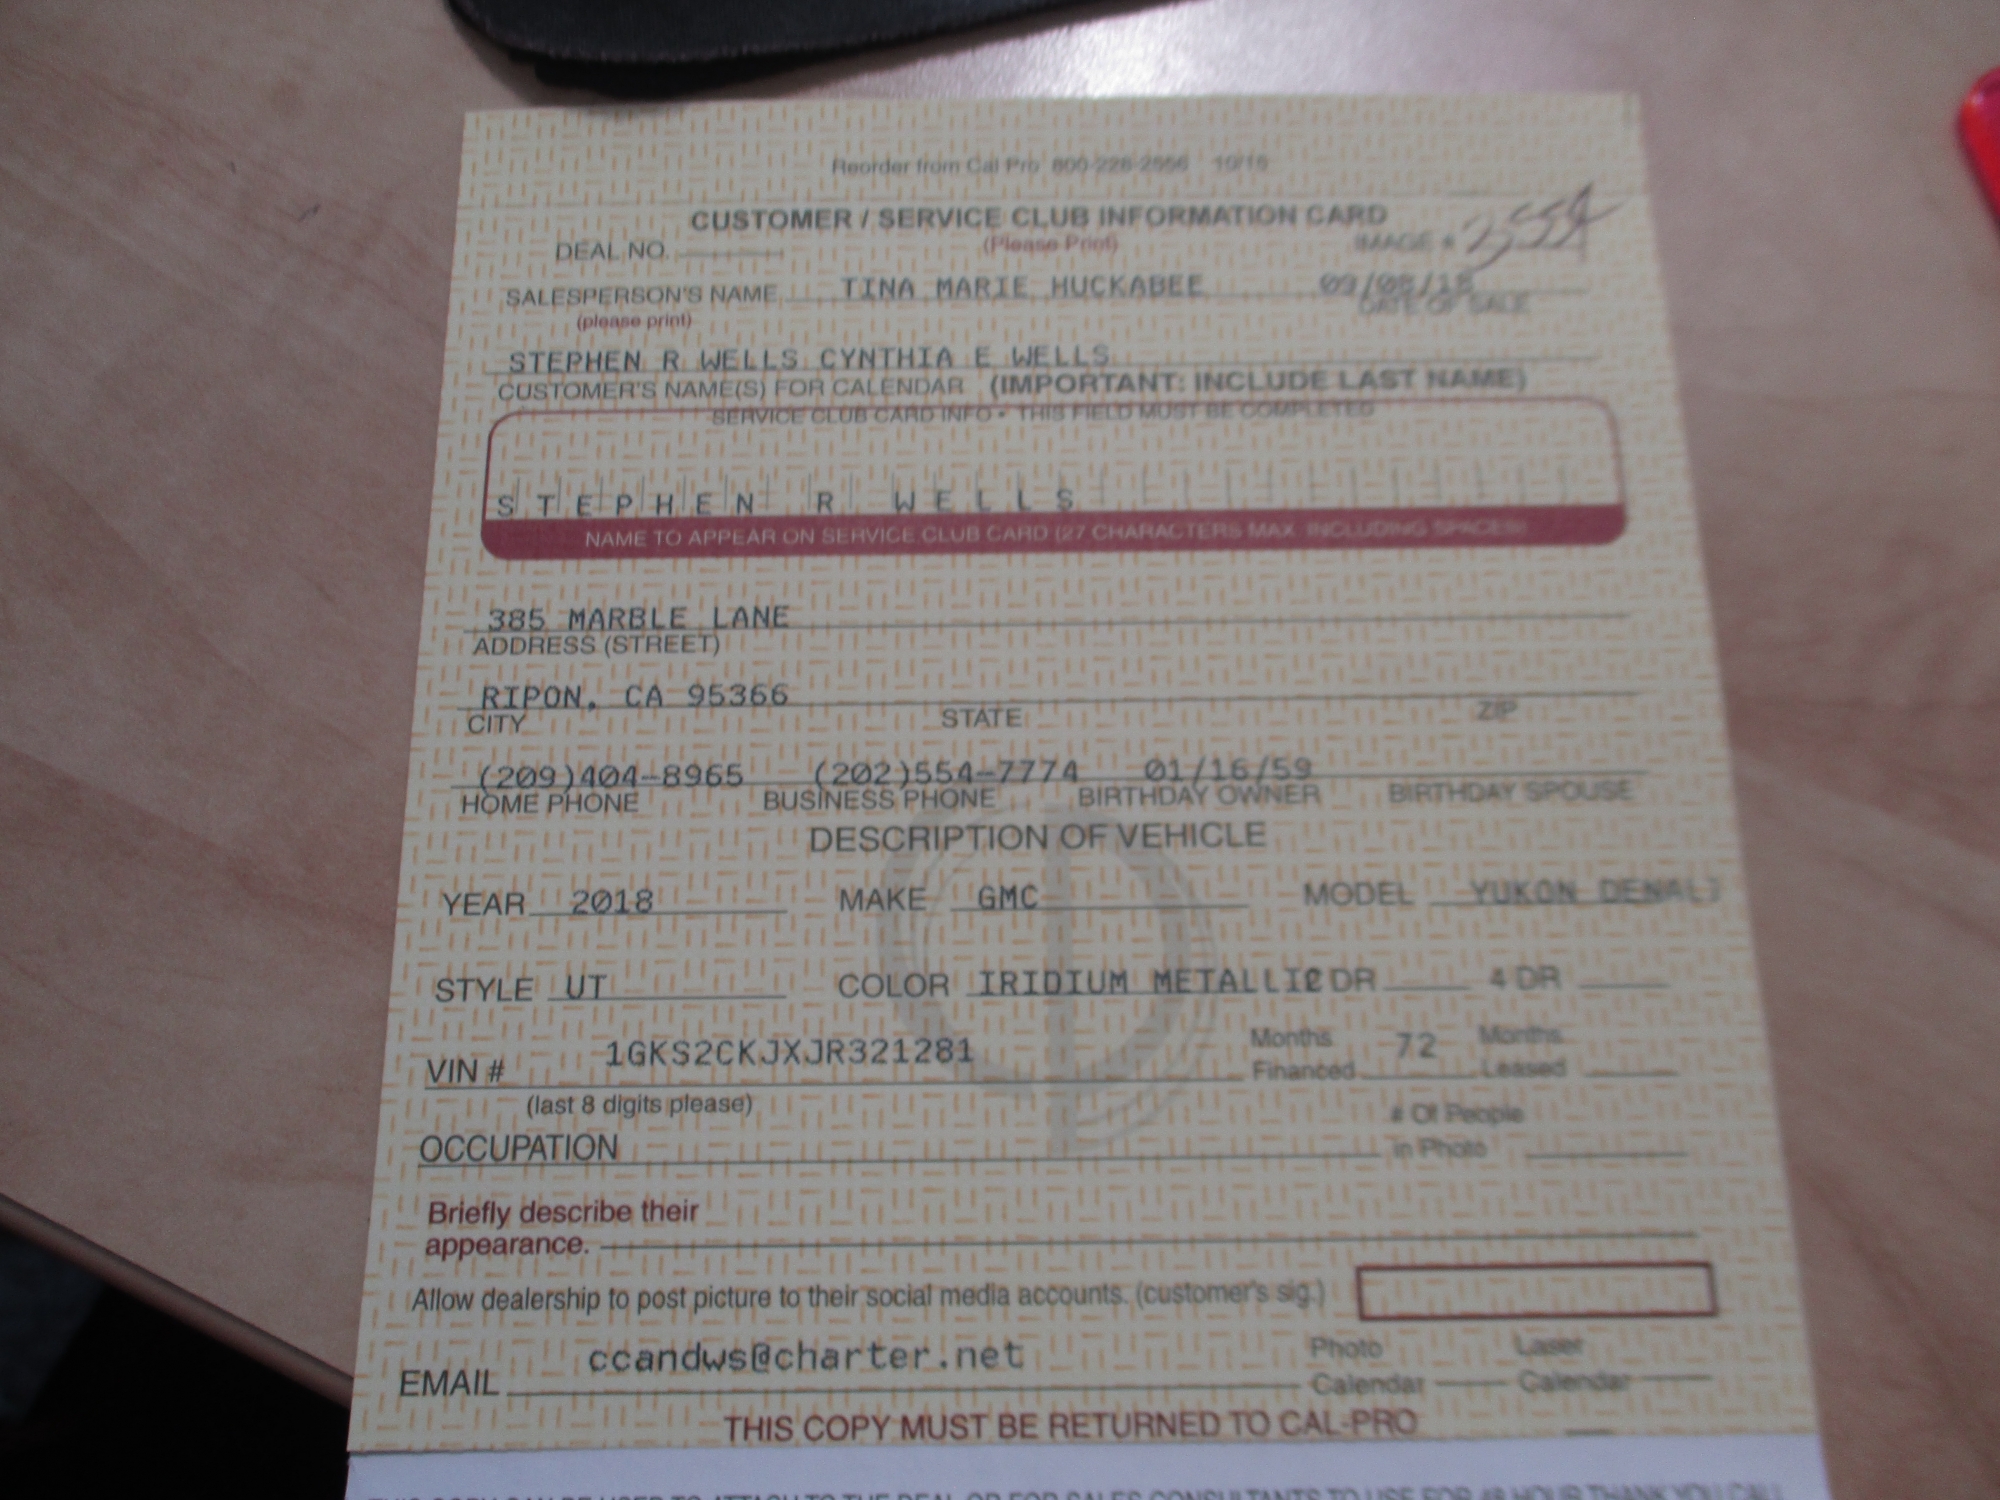 Reorder from Cal Pro 800-226-2556 10/16
CUSTOMER / SERVICE CLUB INFORMATION CARD
DEAL NO. (Please Print) IMAGE #
SALESPERSON'S NAME TINA MARIE HUCKABEE 09/08/18
(please print) DATE OF SALE
STEPHEN R WELLS CYNTHIA E WELLS
CUSTOMER'S NAME(S) FOR CALENDAR (IMPORTANT: INCLUDE LAST NAME)
SERVICE CLUB CARD INFO • THIS FIELD MUST BE COMPLETED
STEPHEN R WELLS
NAME TO APPEAR ON SERVICE CLUB CARD (27 CHARACTERS MAX. INCLUDING SPACES)
385 MARBLE LANE
ADDRESS (STREET)
RIPON, CA 95366
CITY STATE ZIP
(209)404-8965 (202)554-7774 01/16/59
HOME PHONE BUSINESS PHONE BIRTHDAY OWNER BIRTHDAY SPOUSE
DESCRIPTION OF VEHICLE
YEAR 2018 MAKE GMC MODEL YUKON DENALI
STYLE UT COLOR IRIDIUM METALLIC DR 4 DR
VIN # 1GKS2CKJXJR321281 Months Financed 72 Months Leased
(last 8 digits please)
OCCUPATION # Of People in Photo
Briefly describe their
appearance.
Allow dealership to post picture to their social media accounts. (customer's sig.)
EMAIL ccandws@charter.net Photo Calendar Laser Calendar
THIS COPY MUST BE RETURNED TO CAL-PRO